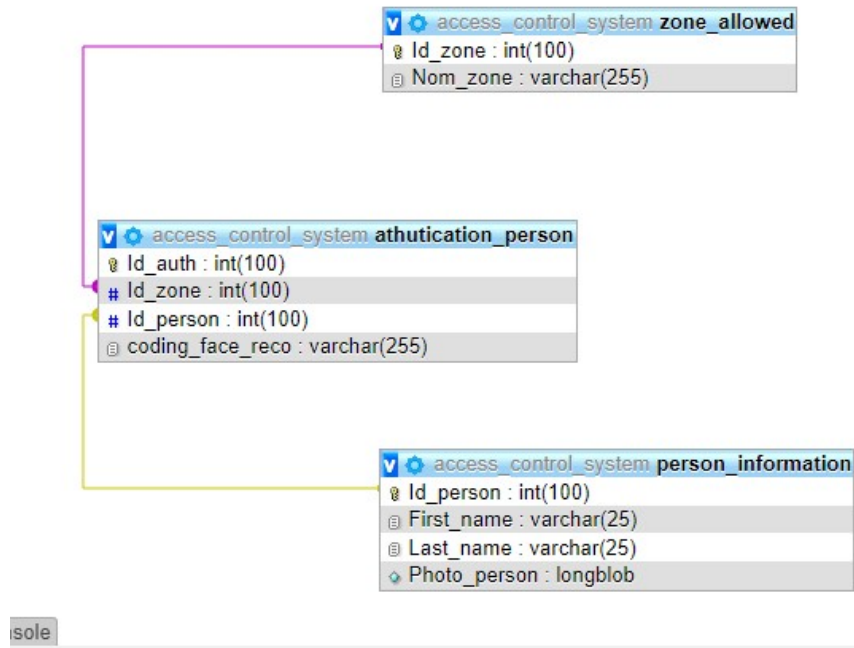 access_control_system zone_allowed
Id_zone : int(100)
Nom_zone : varchar(255)
access_control_system athutication_person
Id_auth : int(100)
# Id_zone : int(100)
# Id_person : int(100)
coding_face_reco : varchar(255)
access_control_system person_information
Id_person : int(100)
First_name : varchar(25)
Last_name : varchar(25)
Photo_person : longblob
nsole